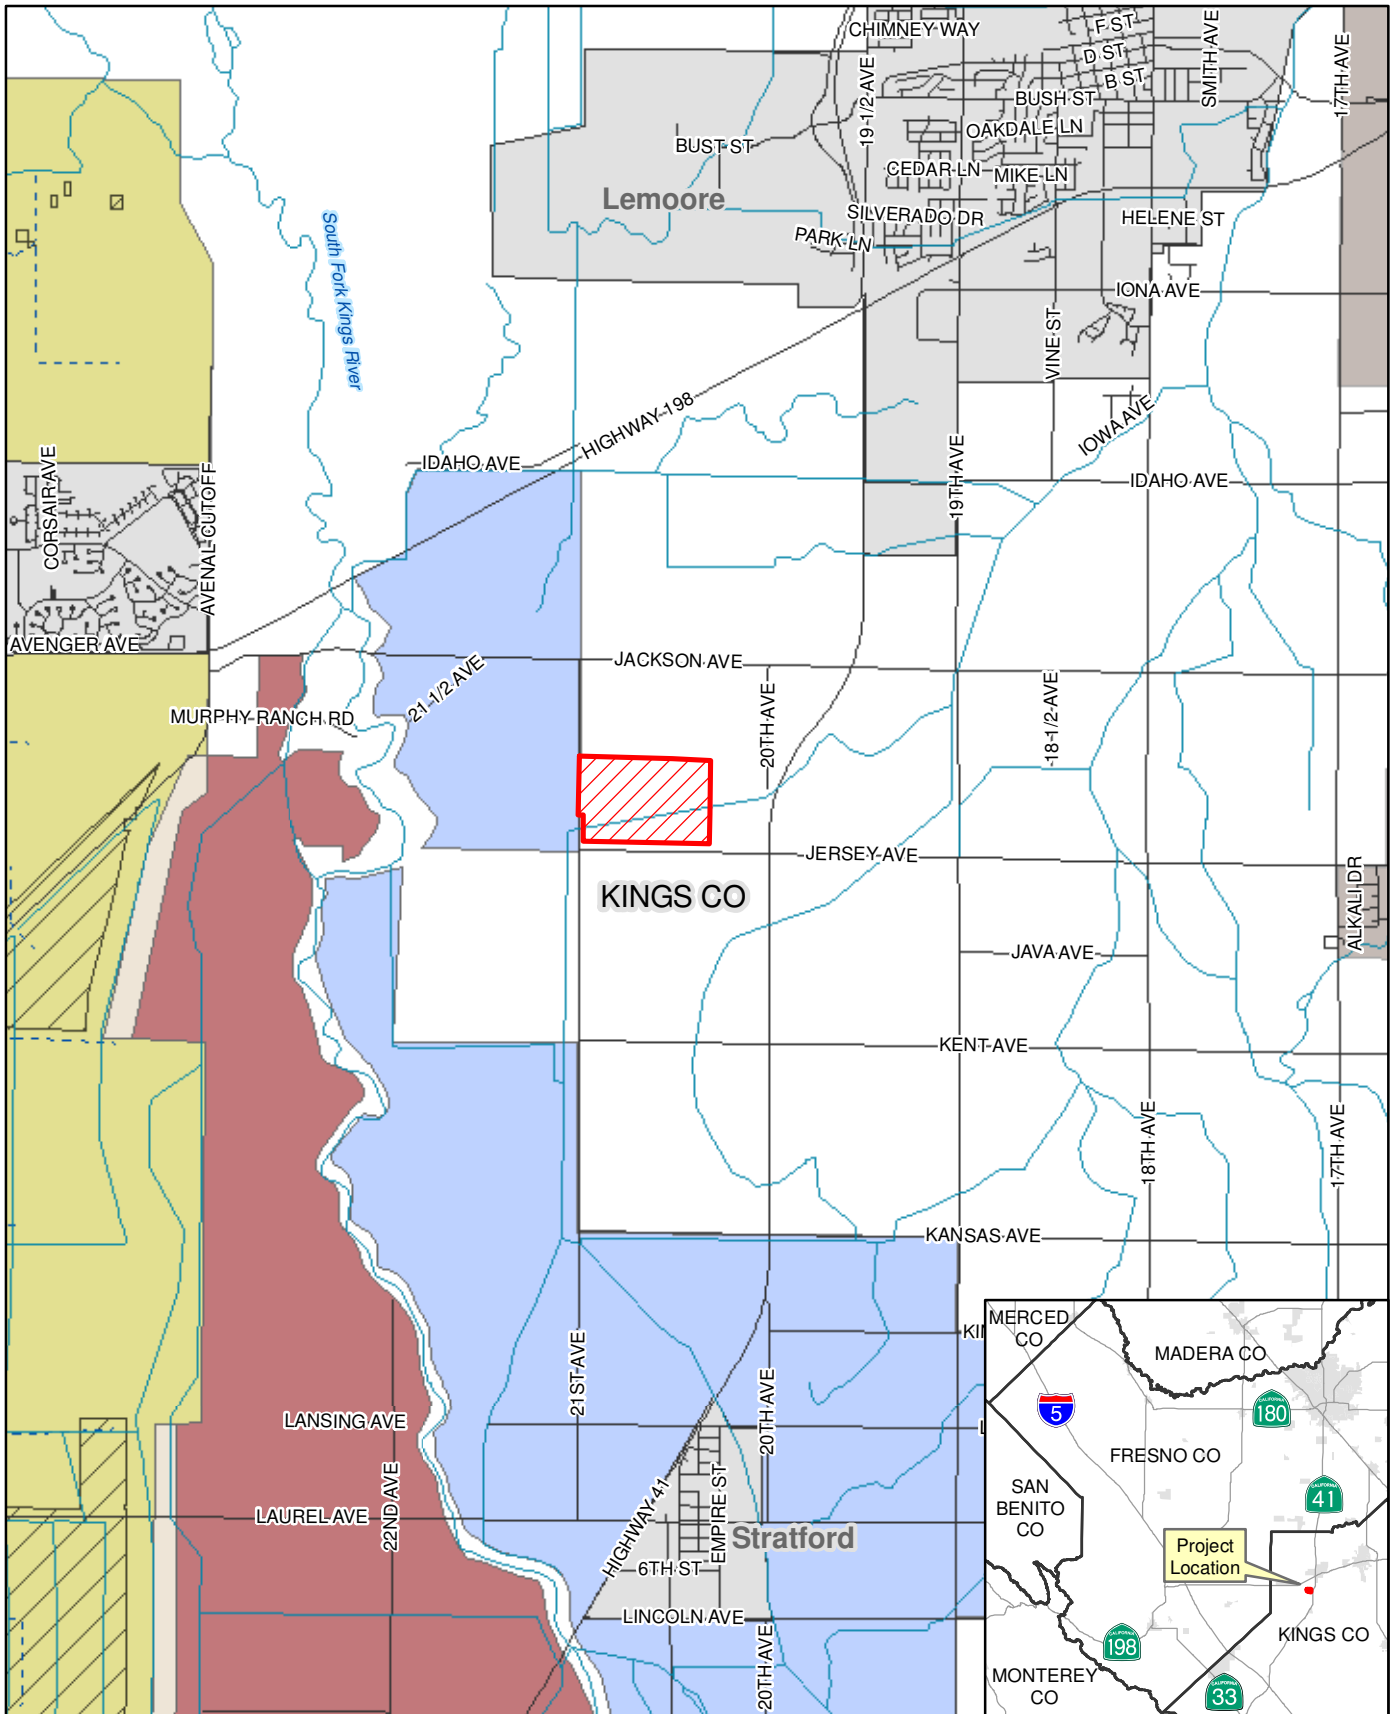 CHIMNEY WAY
F ST
D ST
B ST
SMITH AVE
17TH AVE
19-1/2 AVE
BUSH ST
OAKDALE LN
BUST ST
CEDAR LN
MIKE LN
Lemoore
SILVERADO DR
HELENE ST
PARK LN
South Fork Kings River
IONA AVE
VINE ST
HIGHWAY 198
IOWA AVE
IDAHO AVE
19TH AVE
IDAHO AVE
CORSAIR AVE
AVENAL CUTOFF
AVENGER AVE
JACKSON AVE
21-1/2 AVE
20TH AVE
18-1/2 AVE
MURPHY RANCH RD
JERSEY AVE
KINGS CO
ALKALI DR
JAVA AVE
KENT AVE
18TH AVE
17TH AVE
KANSAS AVE
KIN
21ST AVE
20TH AVE
LANSING AVE
L
22ND AVE
HIGHWAY 41
EMPIRE ST
LAUREL AVE
Stratford
6TH ST
LINCOLN AVE
20TH AVE
MERCED
CO
MADERA CO
5
CALIFORNIA
180
FRESNO CO
SAN
BENITO
CO
CALIFORNIA
41
Project
Location
KINGS CO
CALIFORNIA
198
MONTEREY
CO
CALIFORNIA
33